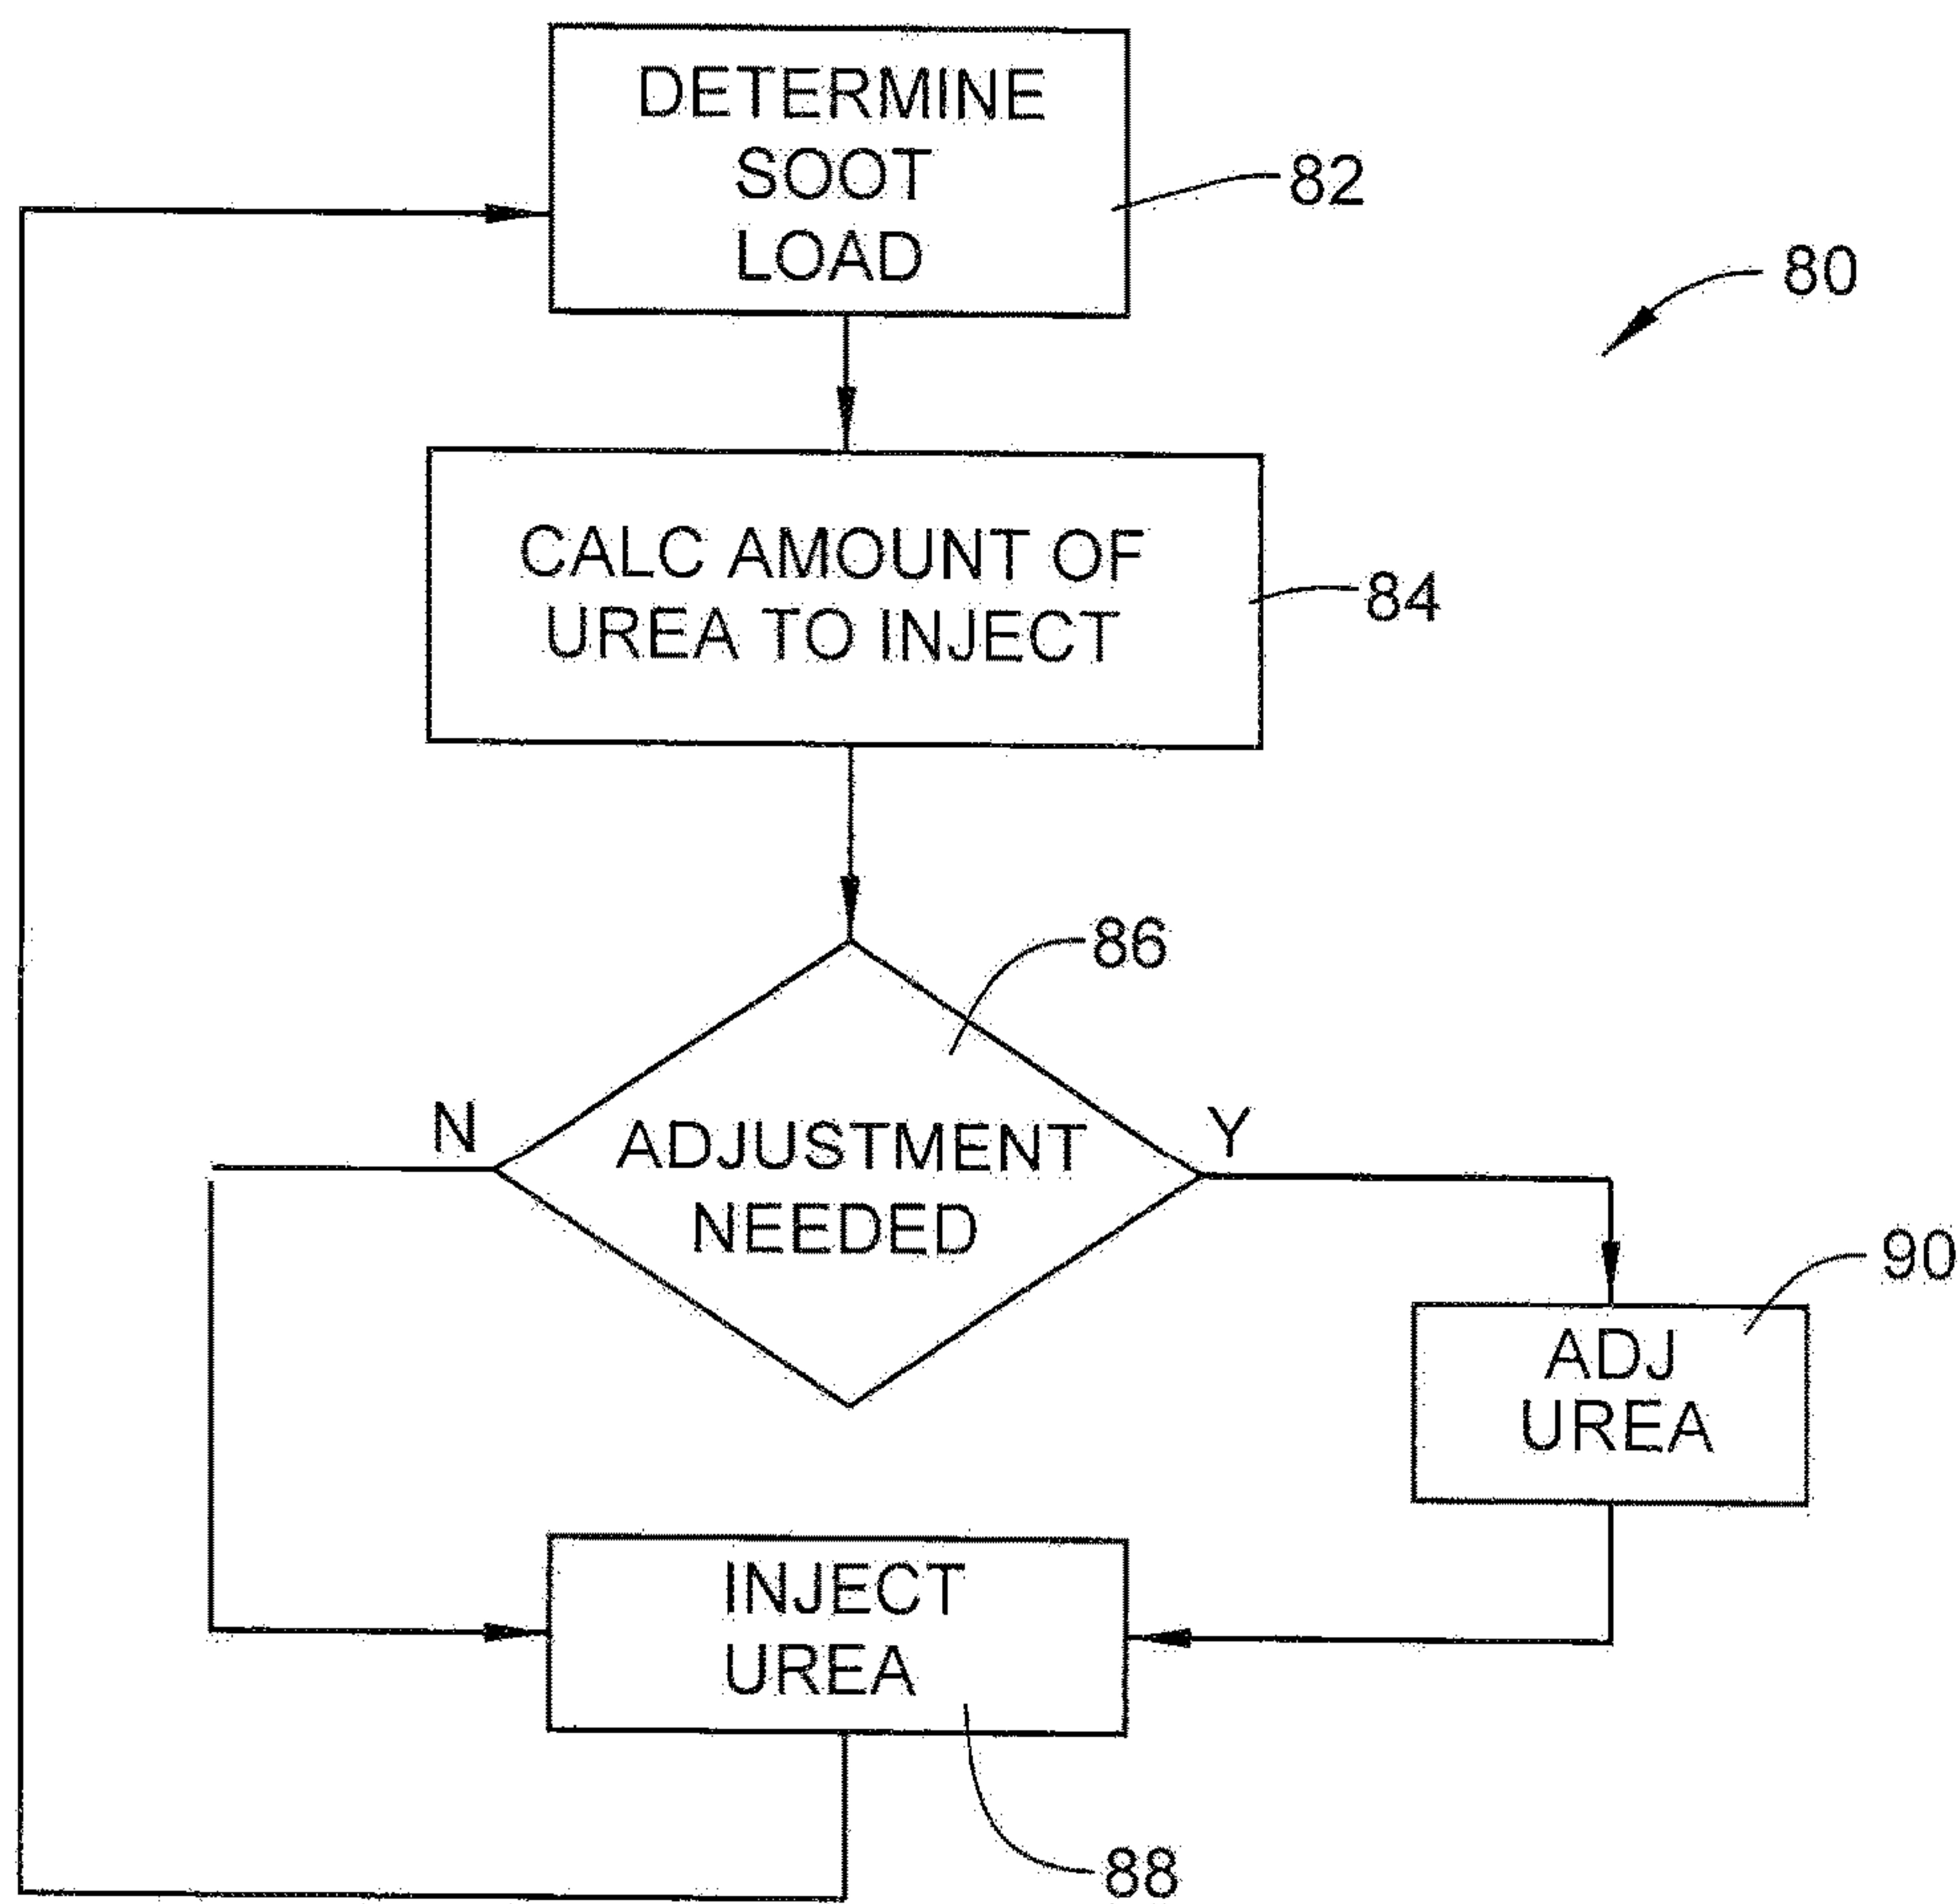 DETERMINE
SOOT
LOAD
82
80
CALC AMOUNT OF
UREA TO INJECT
84
86
N
ADJUSTMENT
NEEDED
Y
90
ADJ
UREA
INJECT
UREA
88